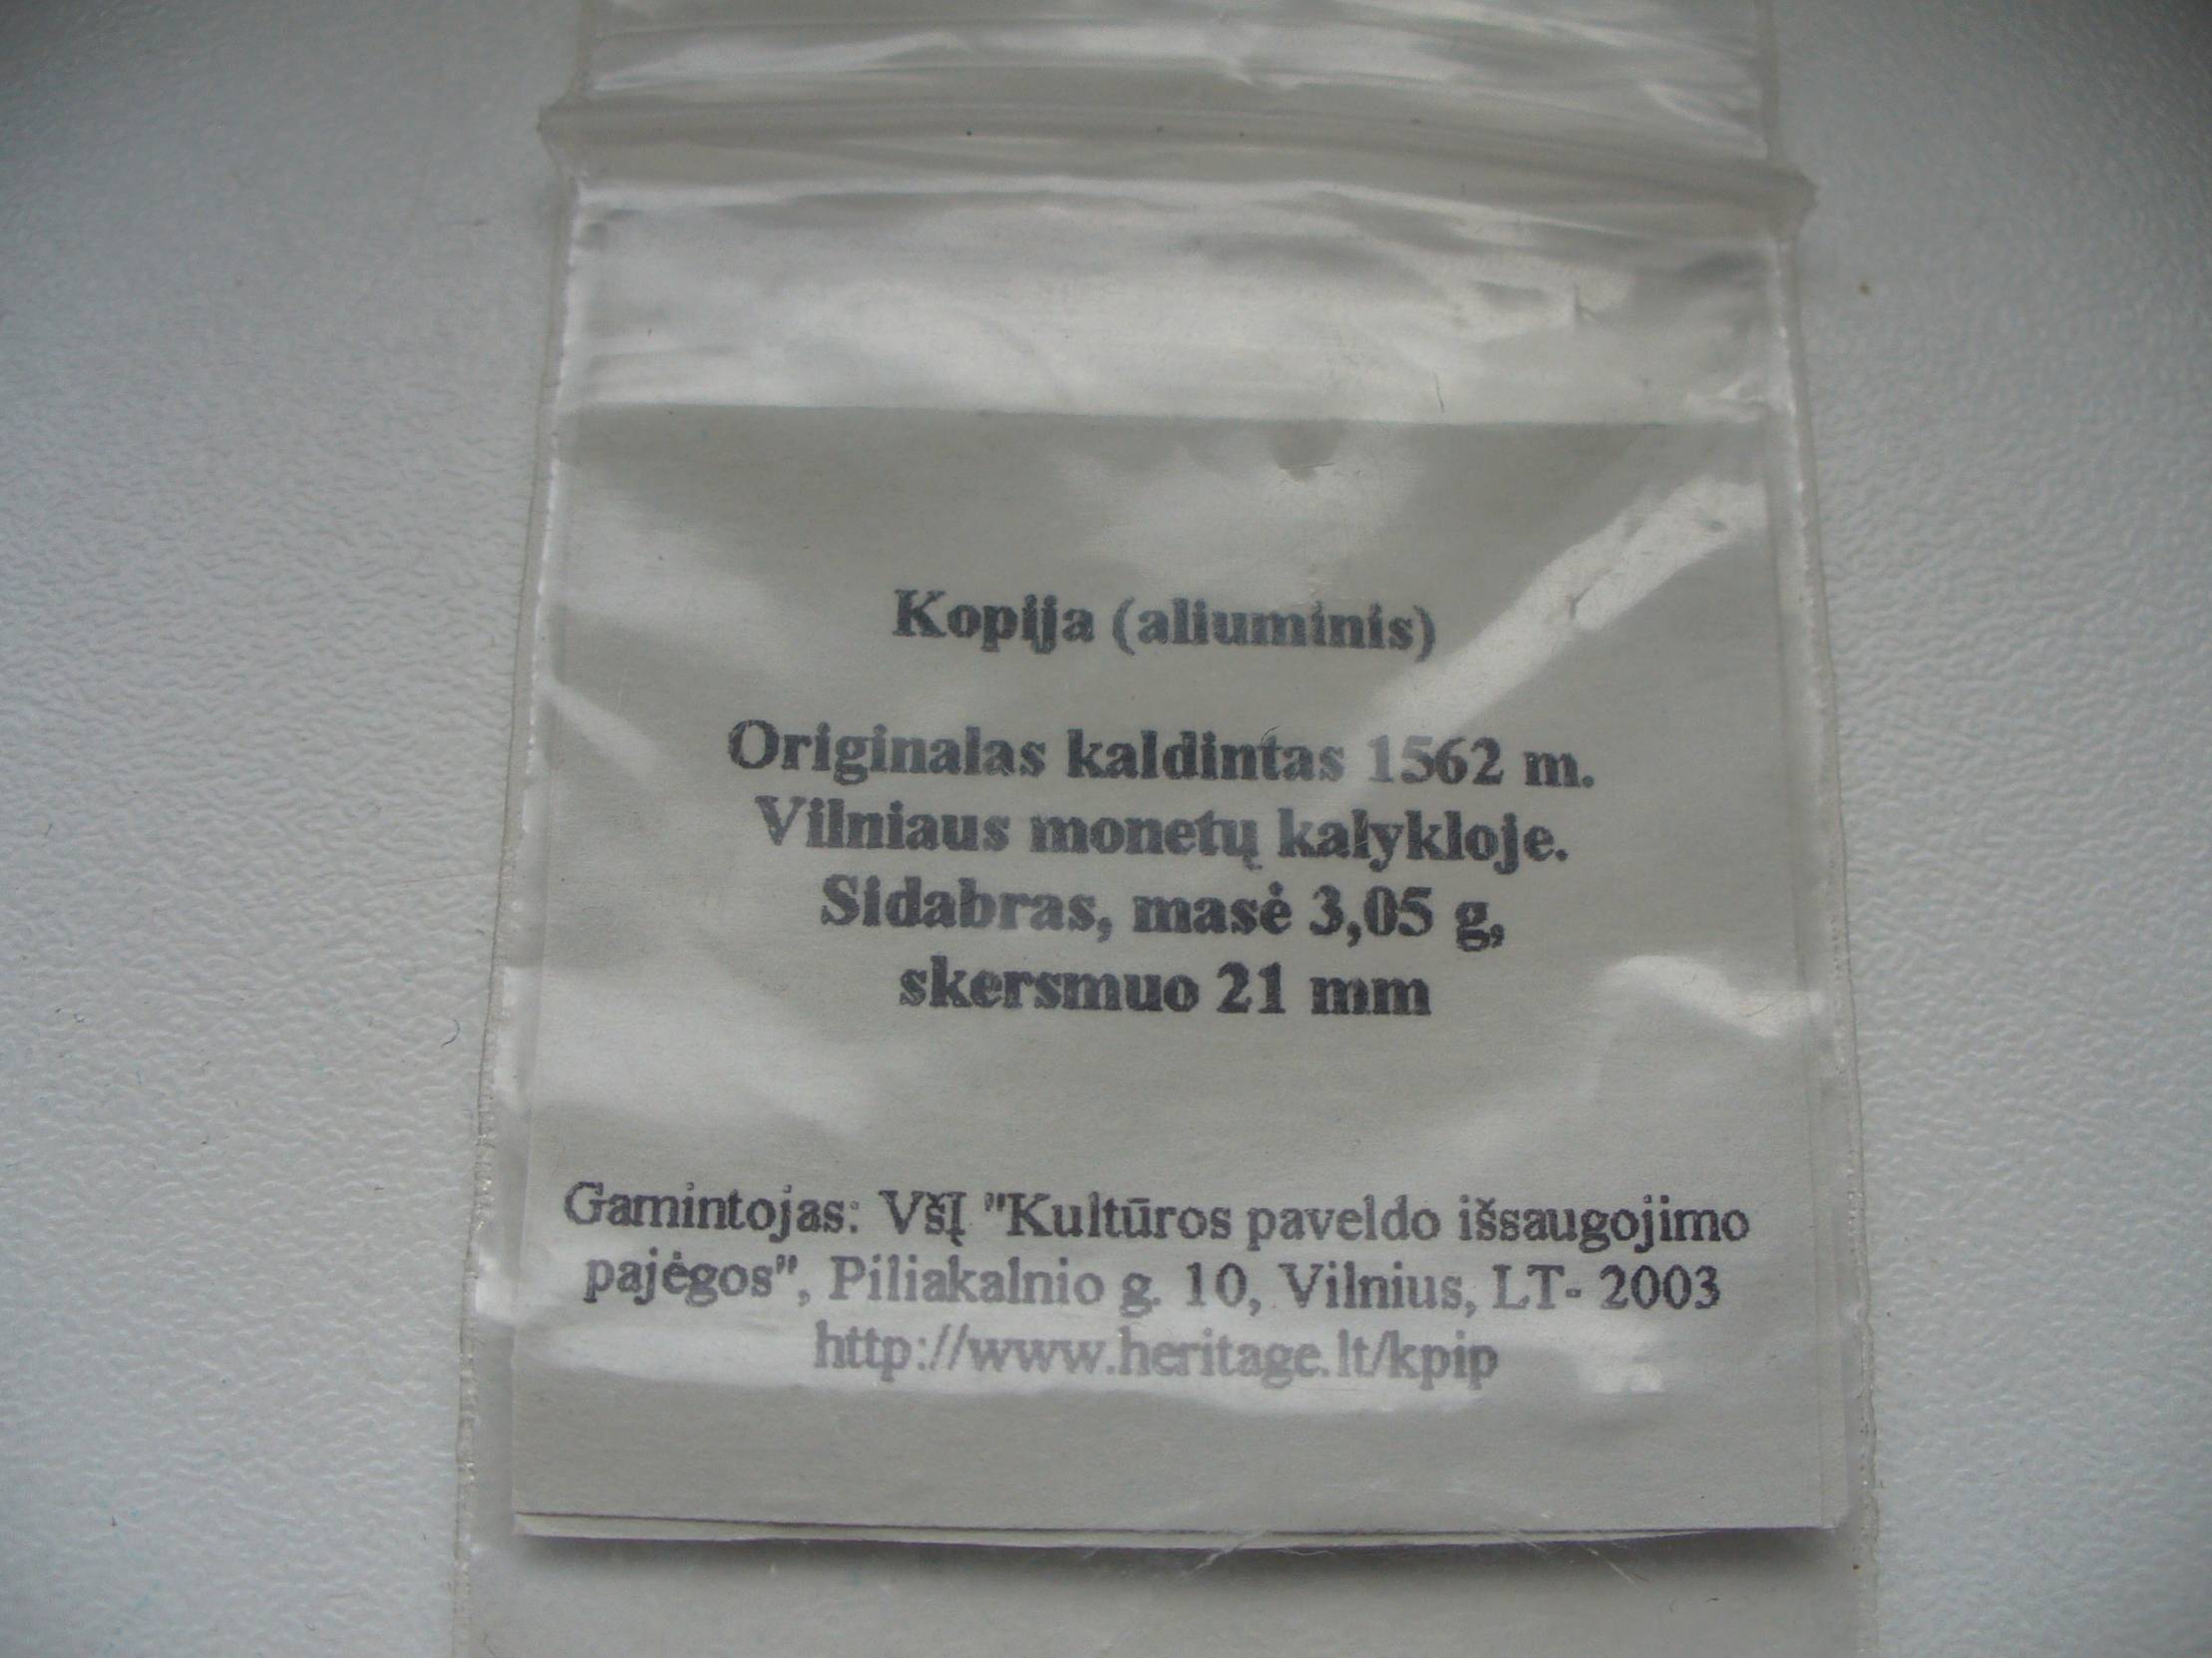 Kopija (aliuminis)
Originalas kaldintas 1562 m.
Vilniaus monetų kalykloje.
Sidabras, masė 3,05 g,
skersmuo 21 mm
Gamintojas: VšĮ "Kultūros paveldo išsaugojimo
pajėgos", Piliakalnio g. 10, Vilnius, LT- 2003
http://www.heritage.lt/kpip